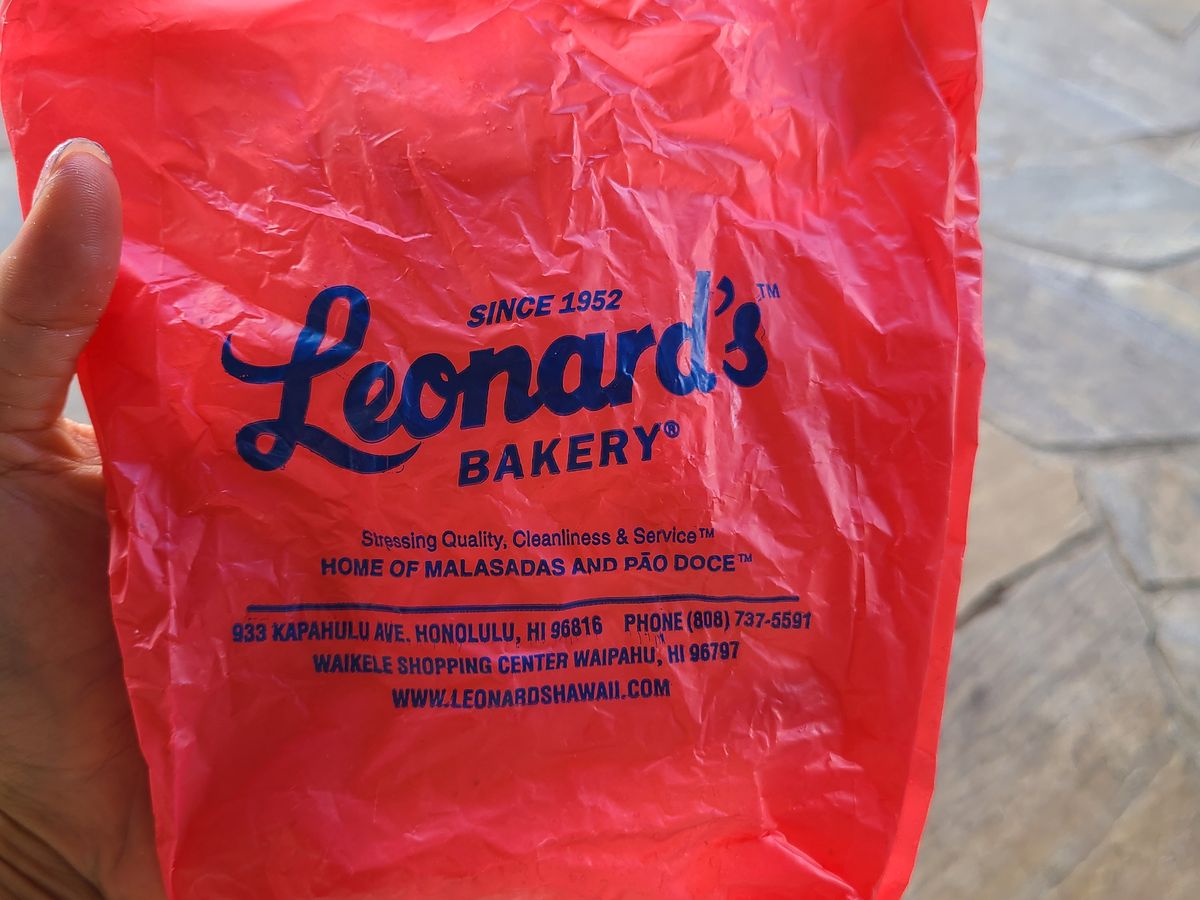 SINCE 1952
Leonard's™
BAKERY®
Stressing Quality, Cleanliness & Service™
HOME OF MALASADAS AND PÃO DOCE™
933 KAPAHULU AVE. HONOLULU, HI 96816 PHONE (808) 737-5591
WAIKELE SHOPPING CENTER WAIPAHU, HI 96797
WWW.LEONARDSHAWAII.COM